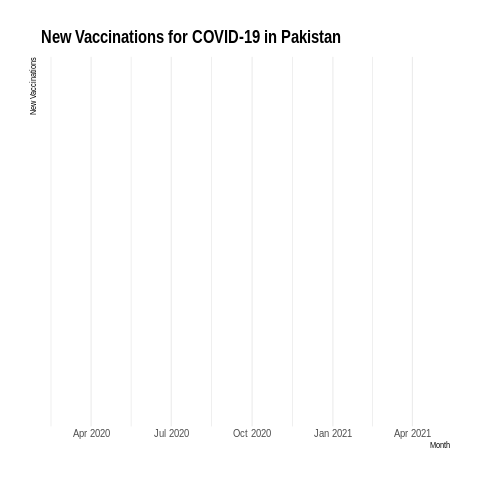 New Vaccinations for COVID-19 in Pakistan
New Vaccinations
Apr 2020 Jul 2020 Oct 2020 Jan 2021 Apr 2021
Month